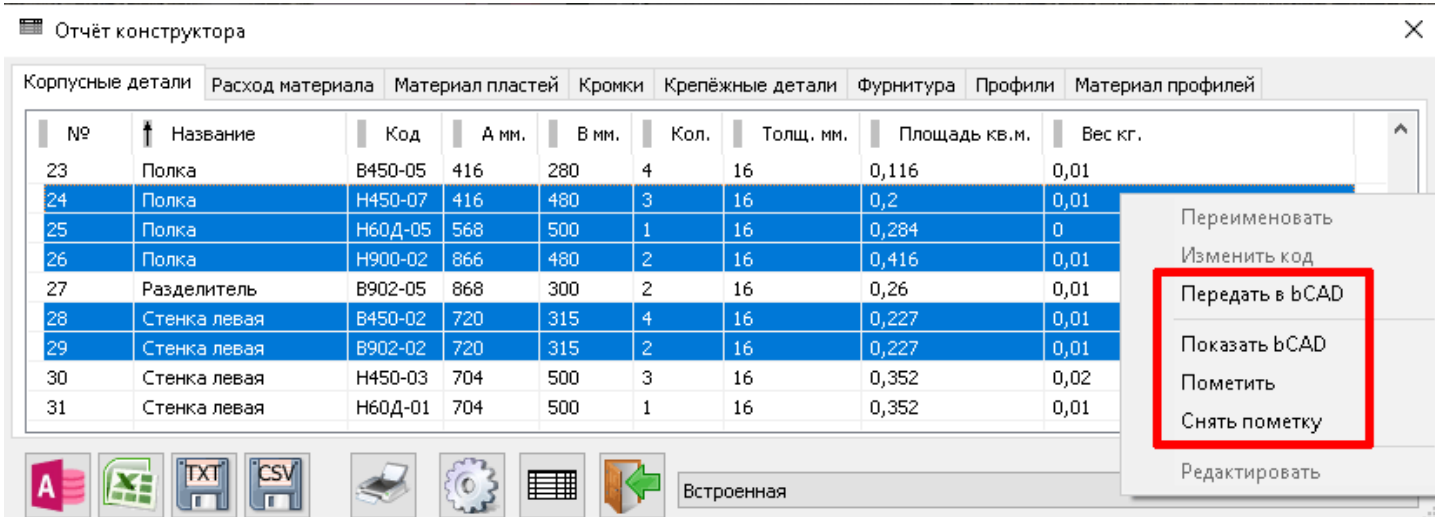 Отчёт конструктора
Корпусные детали Расход материала Материал пластей Кромки Крепёжные детали Фурнитура Профили Материал профилей
№ Название Код А мм. В мм. Кол. Толщ. мм. Площадь кв.м. Вес кг.
23 Полка В450-05 416 280 4 16 0,116 0,01
24 Полка Н450-07 416 480 3 16 0,2 0,01
25 Полка Н60Д-05 568 500 1 16 0,284 0
26 Полка Н900-02 866 480 2 16 0,416 0,01
27 Разделитель В902-05 868 300 2 16 0,26 0,01
28 Стенка левая В450-02 720 315 4 16 0,227 0,01
29 Стенка левая В902-02 720 315 2 16 0,227 0,01
30 Стенка левая Н450-03 704 500 3 16 0,352 0,02
31 Стенка левая Н60Д-01 704 500 1 16 0,352 0,01
Переименовать
Изменить код
Передать в bCAD
Показать bCAD
Пометить
Снять пометку
Редактировать
A X TXT CSV
Встроенная